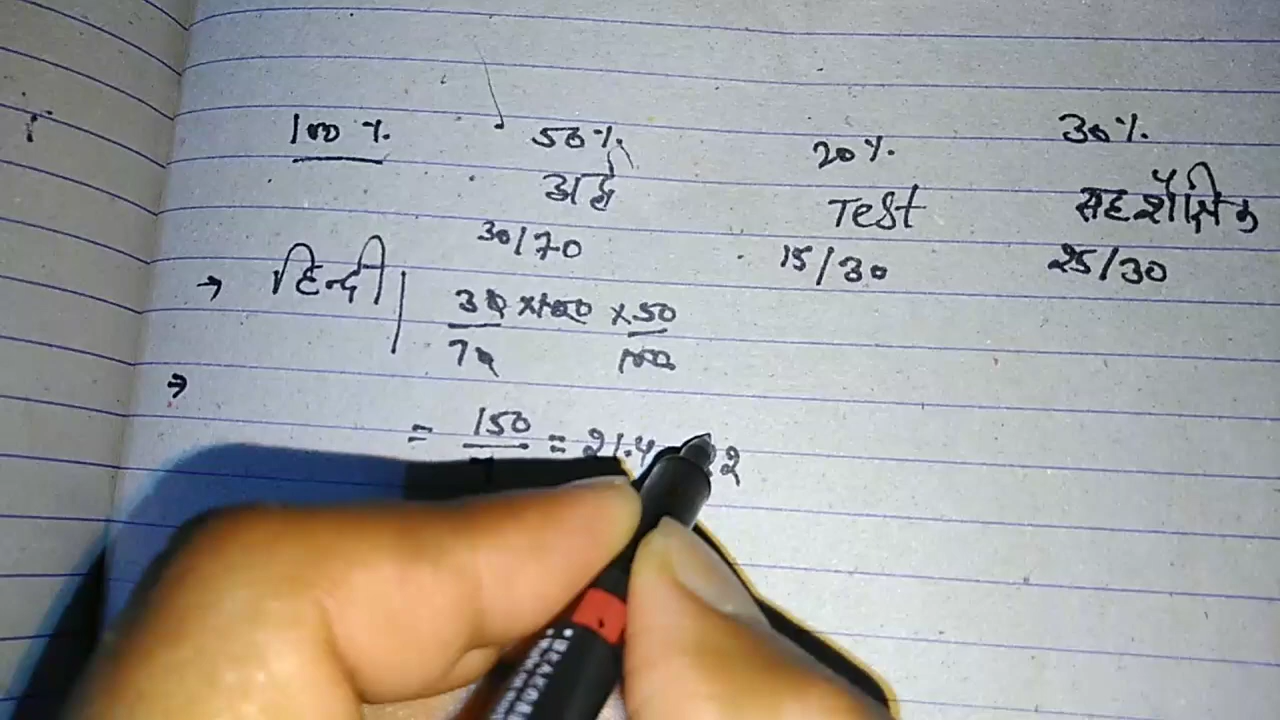 100% 50% 20% 30%
अर्द्ध Test सहशैक्षिक
30/70 15/30 25/30
→ हिन्दी 30×100 ×50
70 100
→
= 150 = 21.4 22